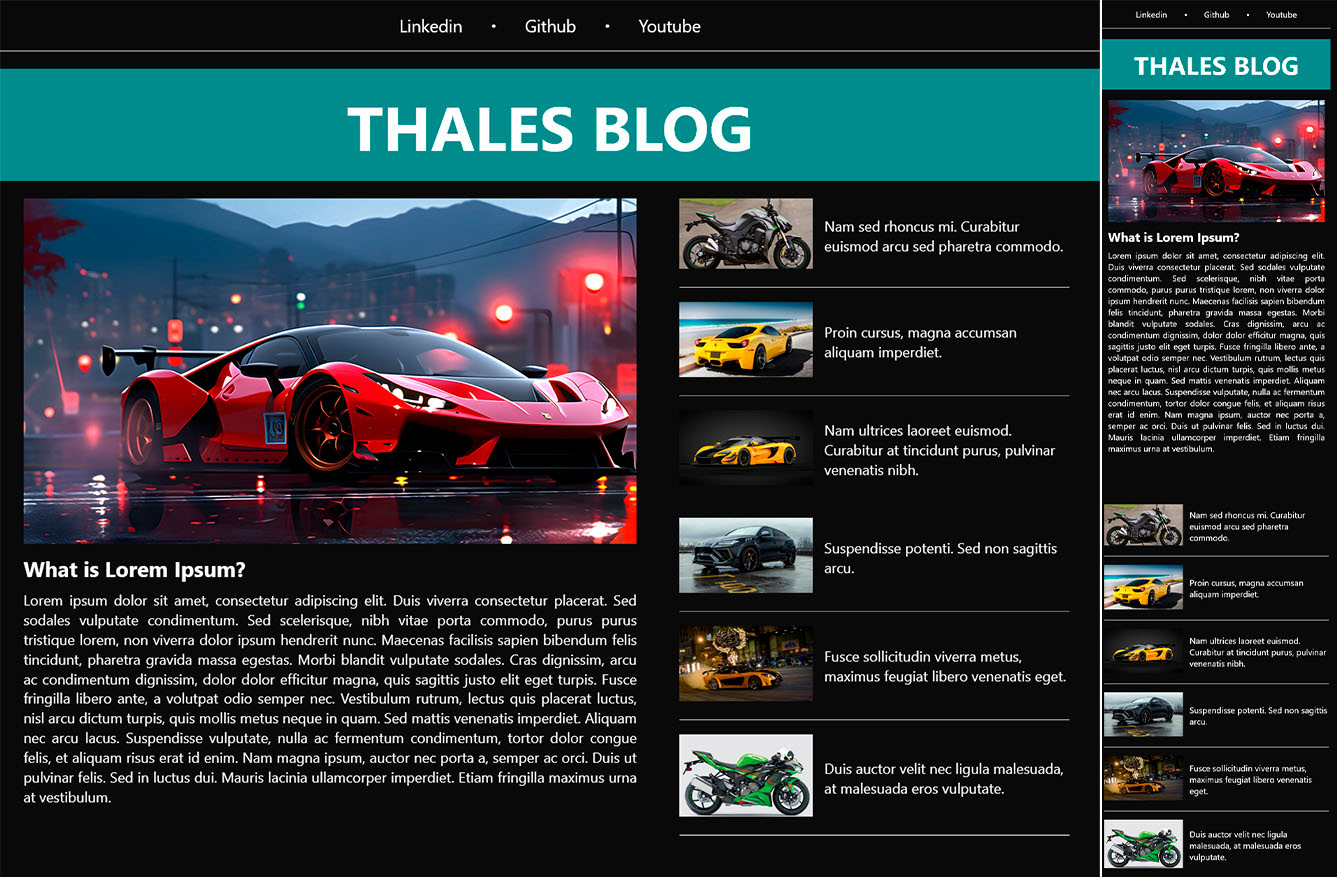 Linkedin • Github • Youtube
THALES BLOG
What is Lorem Ipsum?
Lorem ipsum dolor sit amet, consectetur adipiscing elit. Duis viverra consectetur placerat. Sed
sodales vulputate condimentum. Sed scelerisque, nibh vitae porta commodo, purus purus
tristique lorem, non viverra dolor ipsum hendrerit nunc. Maecenas facilisis sapien bibendum felis
tincidunt, pharetra gravida massa egestas. Morbi blandit vulputate sodales. Cras dignissim, arcu
ac condimentum dignissim, dolor dolor efficitur magna, quis sagittis justo elit eget turpis. Fusce
fringilla libero ante, a volutpat odio semper nec. Vestibulum rutrum, lectus quis placerat luctus,
nisl arcu dictum turpis, quis mollis metus neque in quam. Sed mattis venenatis imperdiet. Aliquam
nec arcu lacus. Suspendisse vulputate, nulla ac fermentum condimentum, tortor dolor congue
felis, et aliquam risus erat id enim. Nam magna ipsum, auctor nec porta a, semper ac orci. Duis ut
pulvinar felis. Sed in luctus dui. Mauris lacinia ullamcorper imperdiet. Etiam fringilla maximus urna
at vestibulum.
Nam sed rhoncus mi. Curabitur
euismod arcu sed pharetra commodo.
Proin cursus, magna accumsan
aliquam imperdiet.
Nam ultrices laoreet euismod.
Curabitur at tincidunt purus, pulvinar
venenatis nibh.
Suspendisse potenti. Sed non sagittis
arcu.
Fusce sollicitudin viverra metus,
maximus feugiat libero venenatis eget.
Duis auctor velit nec ligula malesuada,
at malesuada eros vulputate.
Linkedin • Github • Youtube
THALES BLOG
What is Lorem Ipsum?
Lorem ipsum dolor sit amet, consectetur adipiscing elit.
Duis viverra consectetur placerat. Sed sodales vulputate
condimentum. Sed scelerisque, nibh vitae porta
commodo, purus purus tristique lorem, non viverra dolor
ipsum hendrerit nunc. Maecenas facilisis sapien bibendum
felis tincidunt, pharetra gravida massa egestas. Morbi
blandit vulputate sodales. Cras dignissim, arcu ac
condimentum dignissim, dolor dolor efficitur magna, quis
sagittis justo elit eget turpis. Fusce fringilla libero ante, a
volutpat odio semper nec. Vestibulum rutrum, lectus quis
placerat luctus, nisl arcu dictum turpis, quis mollis metus
neque in quam. Sed mattis venenatis imperdiet. Aliquam
nec arcu lacus. Suspendisse vulputate, nulla ac fermentum
condimentum, tortor dolor congue felis, et aliquam risus
erat id enim. Nam magna ipsum, auctor nec porta a,
semper ac orci. Duis ut pulvinar felis. Sed in luctus dui.
Mauris lacinia ullamcorper imperdiet. Etiam fringilla
maximus urna at vestibulum.
Nam sed rhoncus mi. Curabitur
euismod arcu sed pharetra
commodo.
Proin cursus, magna accumsan
aliquam imperdiet.
Nam ultrices laoreet euismod.
Curabitur at tincidunt purus, pulvinar
venenatis nibh.
Suspendisse potenti. Sed non sagittis
arcu.
Fusce sollicitudin viverra metus,
maximus feugiat libero venenatis
eget.
Duis auctor velit nec ligula
malesuada, at malesuada eros
vulputate.